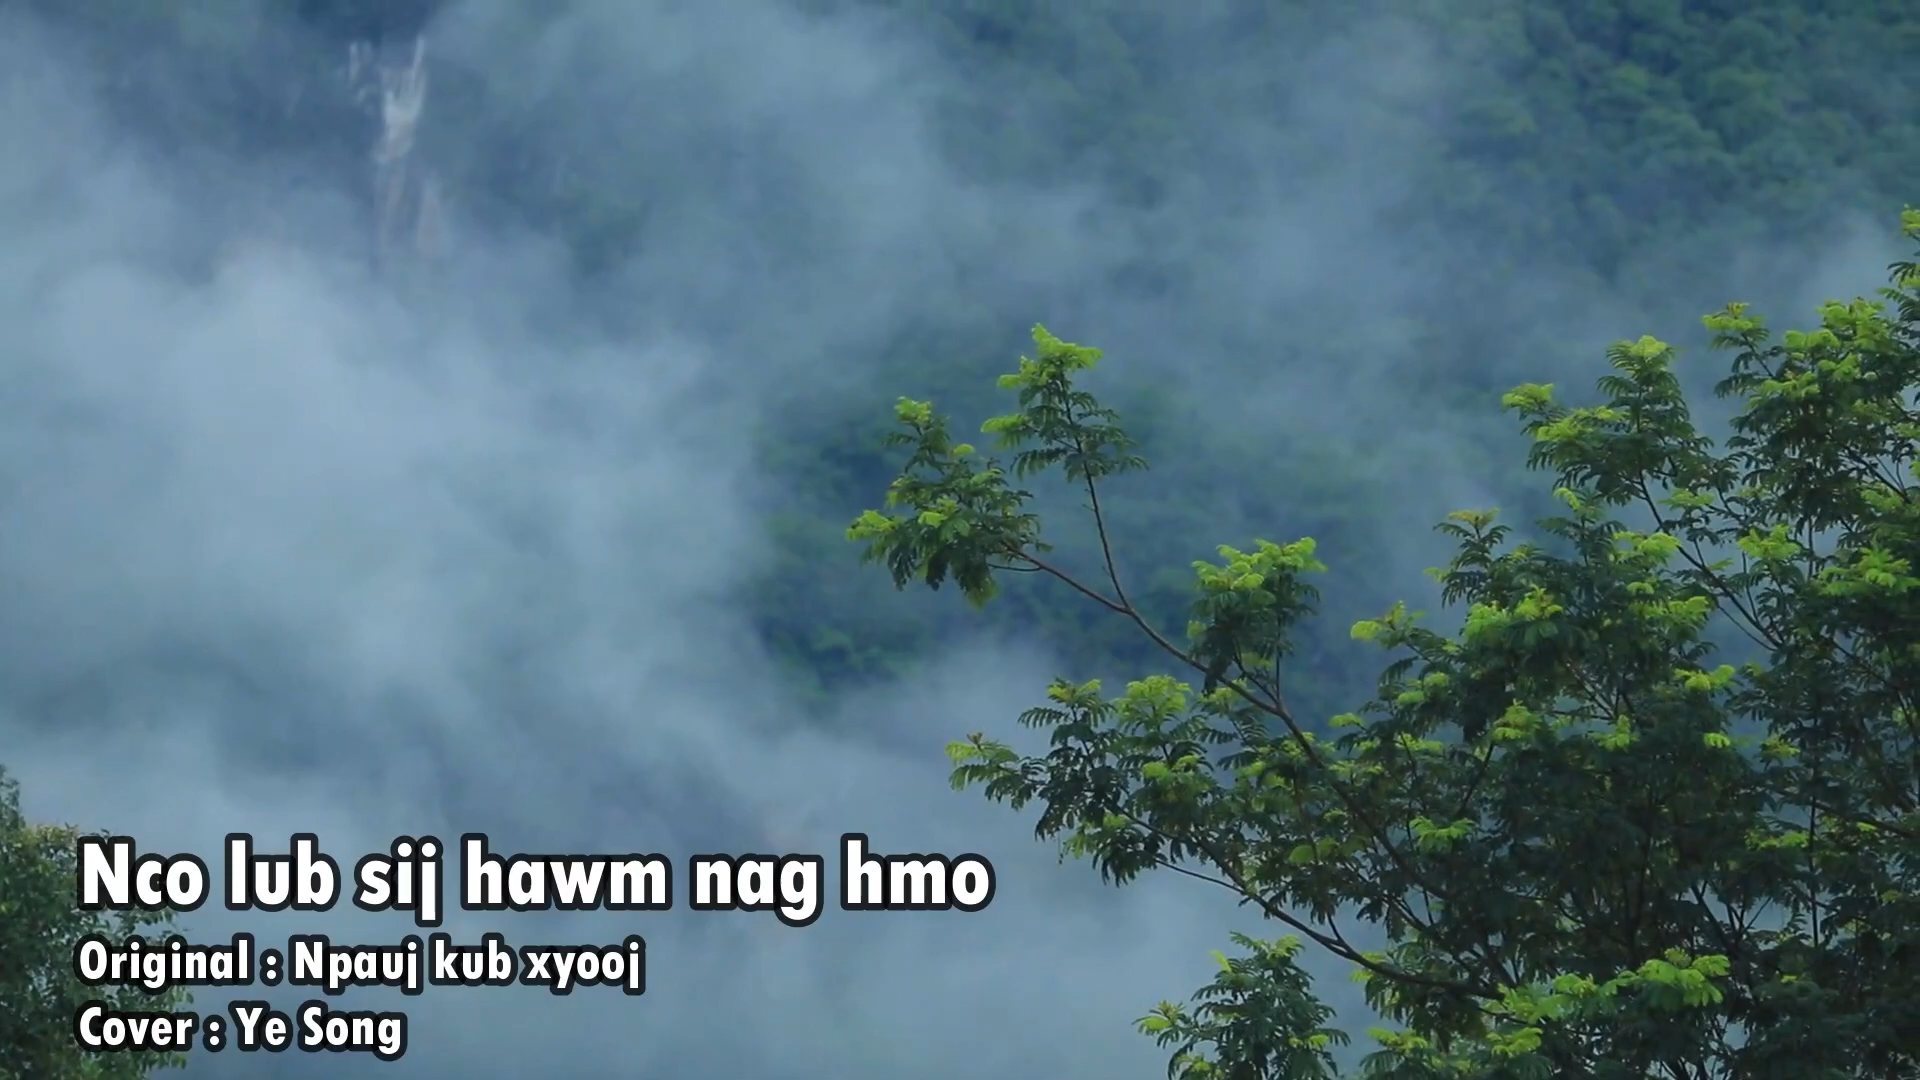 Nco lub sij hawm nag hmo
Original : Npauj kub xyooj
Cover : Ye Song